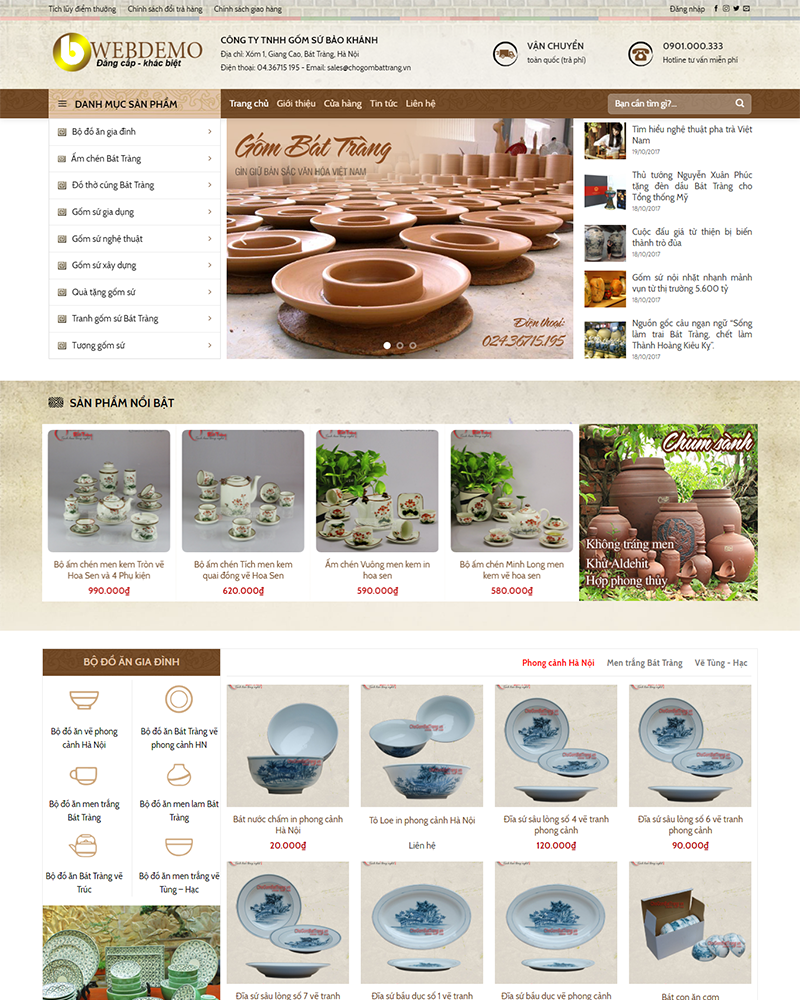 Tích lũy điểm thưởng Chính sách đổi trả hàng Chính sách giao hàng Đăng nhập
b WEBDEMO
Đẳng cấp - khác biệt
CÔNG TY TNHH GỐM SỨ BẢO KHÁNH
Địa chỉ: Xóm 1, Giang Cao, Bát Tràng, Hà Nội
Điện thoại: 04.36715 195 - Email: sales@chogombattrang.vn
VẬN CHUYỂN
toàn quốc (trả phí)
0901.000.333
Hotline tư vấn miễn phí
DANH MỤC SẢN PHẨM
Trang chủ Giới thiệu Cửa hàng Tin tức Liên hệ
Bạn cần tìm gì?...
Bộ đồ ăn gia đình
Ấm chén Bát Tràng
Đồ thờ cúng Bát Tràng
Gốm sứ gia dụng
Gốm sứ nghệ thuật
Gốm sứ xây dựng
Quà tặng gốm sứ
Tranh gốm sứ Bát Tràng
Tượng gốm sứ
Gốm Bát Tràng
GÌN GIỮ BẢN SẮC VĂN HÓA VIỆT NAM
Điện thoại:
024.36715.195
Tìm hiểu nghệ thuật pha trà Việt
Nam
19/10/2017
Thủ tướng Nguyễn Xuân Phúc
tặng đèn dầu Bát Tràng cho
Tổng thống Mỹ
18/10/2017
Cuộc đấu giá từ thiện bị biến
thành trò đùa
18/10/2017
Gốm sứ nội nhặt nhạnh mảnh
vụn từ thị trường 5.600 tỷ
18/10/2017
Nguồn gốc câu ngạn ngữ “Sống
làm trai Bát Tràng, chết làm
Thành Hoàng Kiêu Kỵ”.
18/10/2017
SẢN PHẨM NỔI BẬT
Bộ ấm chén men kem Tròn vẽ
Hoa Sen và 4 Phụ kiện
990.000₫
Bộ ấm chén Tích men kem
quai đồng vẽ Hoa Sen
620.000₫
Ấm chén Vuông men kem in
hoa sen
590.000₫
Bộ ấm chén Minh Long men
kem vẽ hoa sen
580.000₫
Chum sành
Không tráng men
Khử Aldehit
Hợp phong thủy
BỘ ĐỒ ĂN GIA ĐÌNH
Phong cảnh Hà Nội Men trắng Bát Tràng Vẽ Tùng - Hạc
Bộ đồ ăn vẽ phong
cảnh Hà Nội
Bộ đồ ăn Bát Tràng vẽ
phong cảnh HN
Bộ đồ ăn men trắng
Bát Tràng
Bộ đồ ăn men lam Bát
Tràng
Bộ đồ ăn Bát Tràng vẽ
Trúc
Bộ đồ ăn men trắng vẽ
Tùng – Hạc
Bát nước chấm in phong cảnh
Hà Nội
20.000₫
Tô Loe in phong cảnh Hà Nội
Liên hệ
Đĩa sứ sâu lòng số 4 vẽ tranh
phong cảnh
120.000₫
Đĩa sứ sâu lòng số 6 vẽ tranh
phong cảnh
90.000₫
Đĩa sứ sâu lòng số 7 vẽ tranh
Đĩa sứ bầu dục số 1 vẽ tranh
Đĩa sứ bầu dục vẽ phong cảnh
Bát con ăn cơm